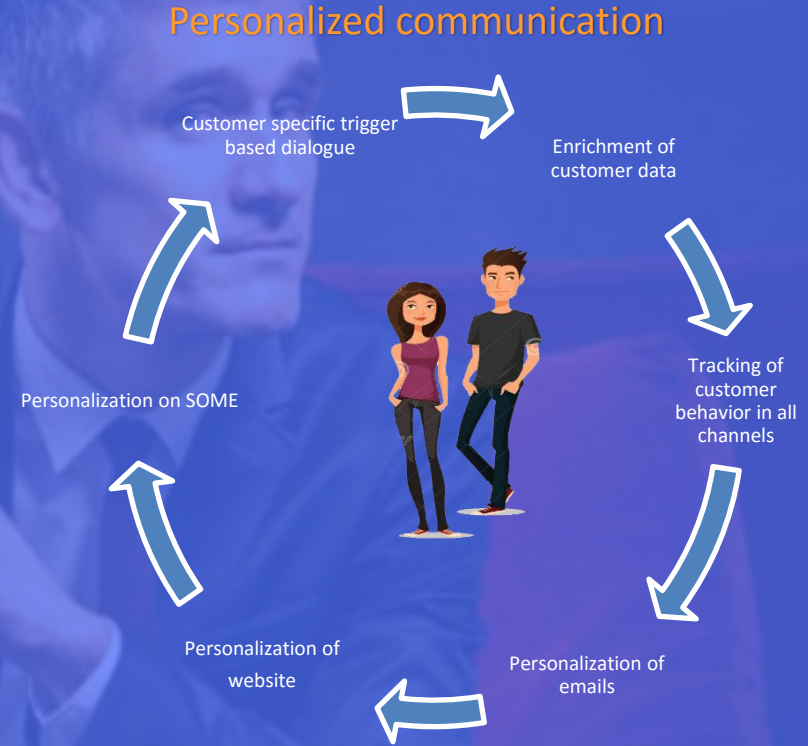 Personalized communication
Customer specific trigger
based dialogue
Enrichment of
customer data
Tracking of
customer
behavior in all
channels
Personalization of
emails
Personalization of
website
Personalization on SOME